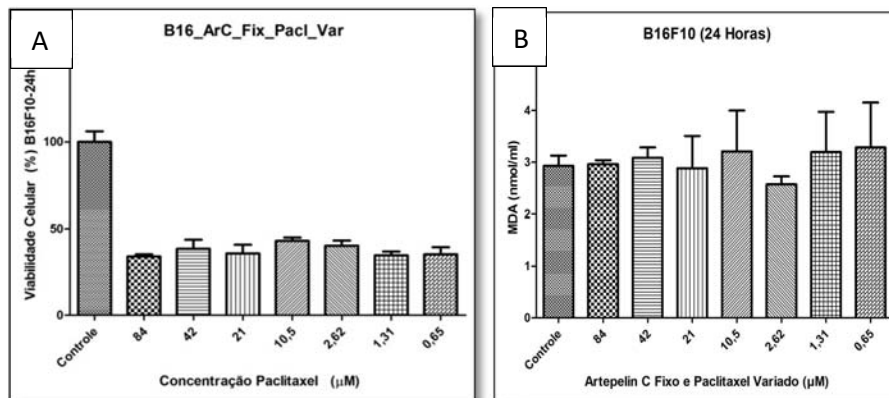 A
B16_ArC_Fix_Pacl_Var
Viabilidade Celular (%) B16F10-24h
100
50
0
Controle
84
42
21
10,5
2,62
1,31
0,65
Concentração Paclitaxel (μM)
B
B16F10 (24 Horas)
MDA (nmol/ml)
4
3
2
1
0
Controle
84
42
21
10,5
2,62
1,31
0,65
Artepelin C Fixo e Paclitaxel Variado (μM)